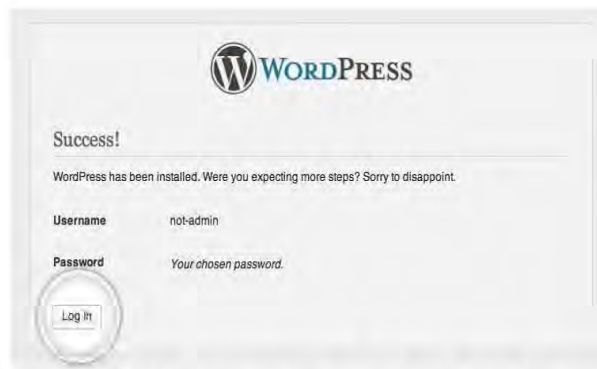 WORDPRESS
Success!
WordPress has been installed. Were you expecting more steps? Sorry to disappoint.
Username not-admin
Password Your chosen password.
Log In